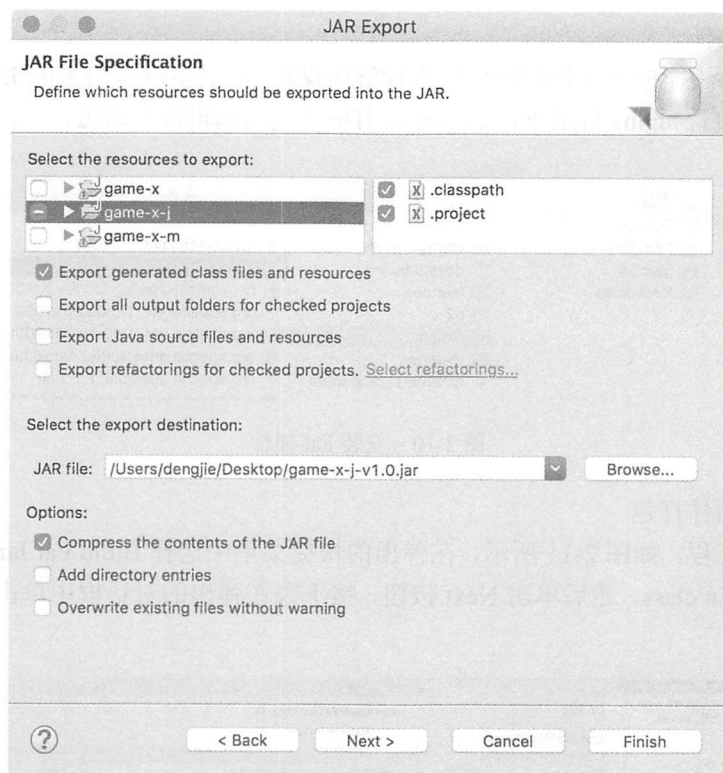 JAR Export
JAR File Specification
Define which resources should be exported into the JAR.
Select the resources to export:
game-x
.classpath
game-x-j
.project
game-x-m
Export generated class files and resources
Export all output folders for checked projects
Export Java source files and resources
Export refactorings for checked projects. Select refactorings...
Select the export destination:
JAR file: /Users/dengjie/Desktop/game-x-j-v1.0.jar
Browse...
Options:
Compress the contents of the JAR file
Add directory entries
Overwrite existing files without warning
?
< Back
Next >
Cancel
Finish